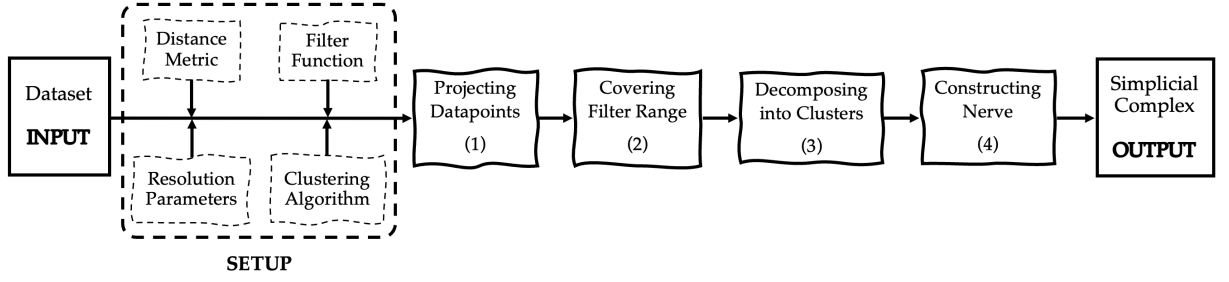 Dataset
INPUT
Distance
Metric
Filter
Function
Resolution
Parameters
Clustering
Algorithm
SETUP
Projecting
Datapoints
(1)
Covering
Filter Range
(2)
Decomposing
into Clusters
(3)
Constructing
Nerve
(4)
Simplicial
Complex
OUTPUT